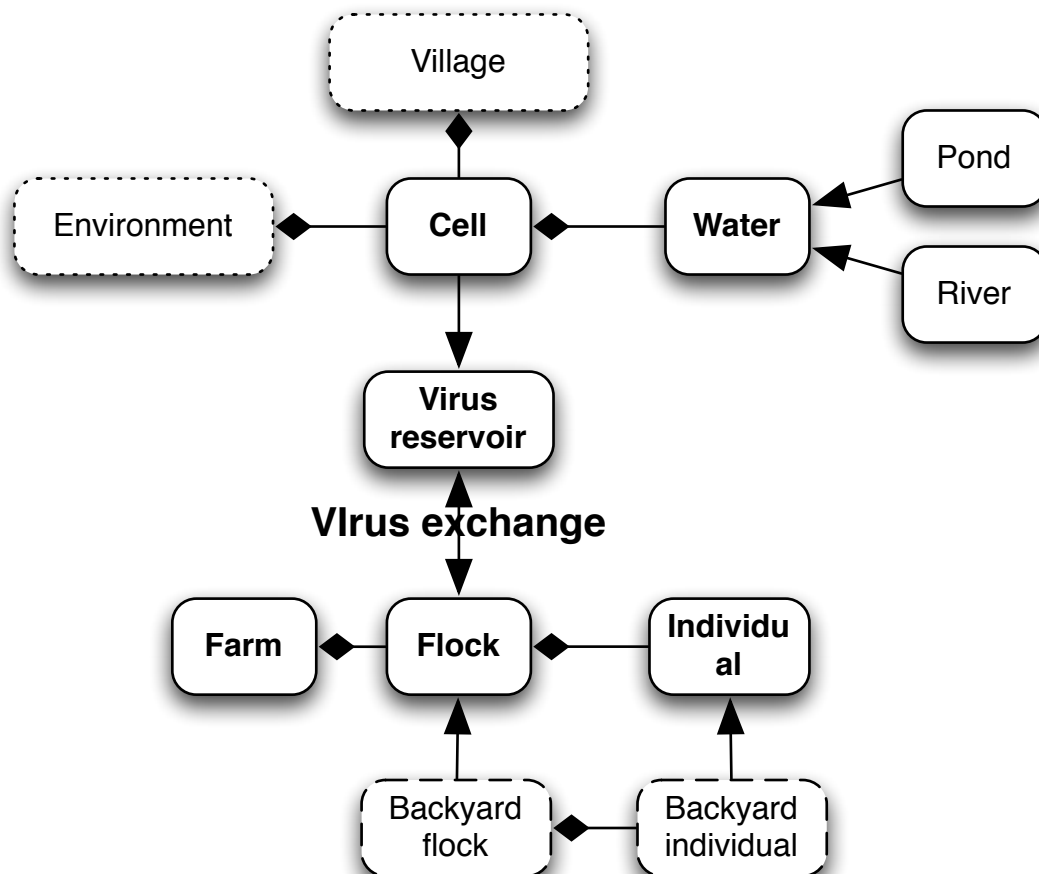 Village
Pond
Environment
Cell
Water
River
Virus
reservoir
VIrus exchange
Farm
Flock
Individu
al
Backyard
flock
Backyard
individual